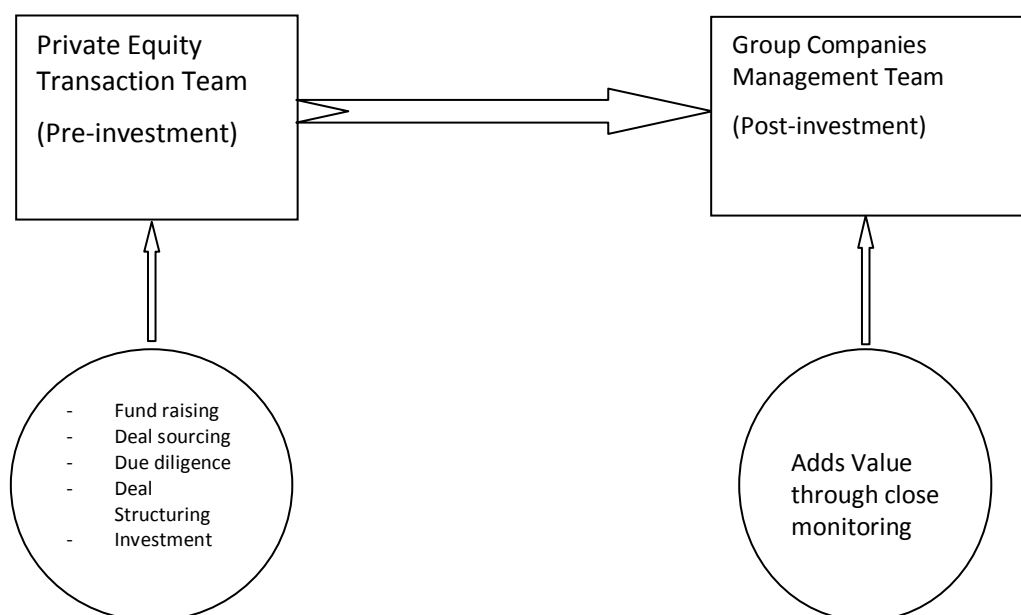 Private Equity
Transaction Team
(Pre-investment)
Group Companies
Management Team
(Post-investment)
- Fund raising
- Deal sourcing
- Due diligence
- Deal
Structuring
- Investment
Adds Value
through close
monitoring